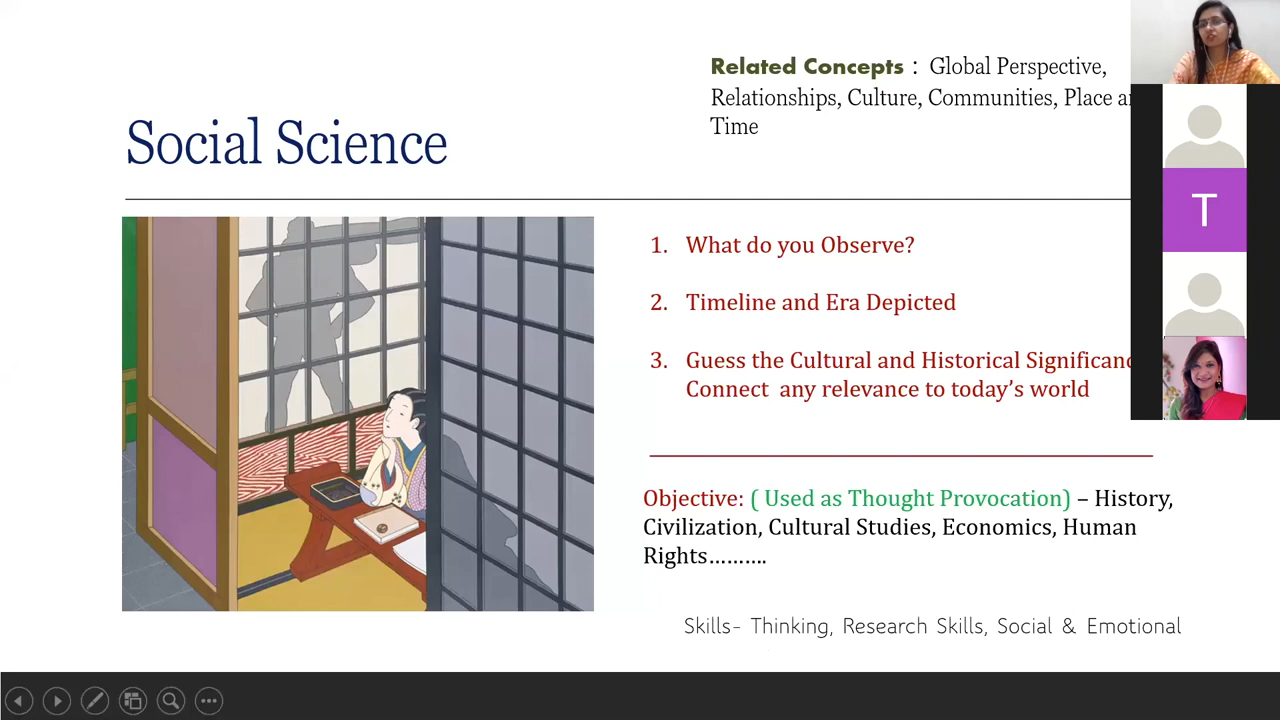 Related Concepts : Global Perspective,
Relationships, Culture, Communities, Place
Time
Social Science
1. What do you Observe?
2. Timeline and Era Depicted
3. Guess the Cultural and Historical
Connect any relevance to today’s world
Objective: ( Used as Thought Provocation) – History,
Civilization, Cultural Studies, Economics, Human
Rights……….
Skills- Thinking, Research Skills, Social & Emotional
T